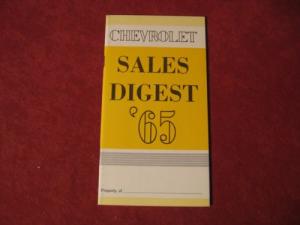 CHEVROLET
SALES
DIGEST
'65
Property of